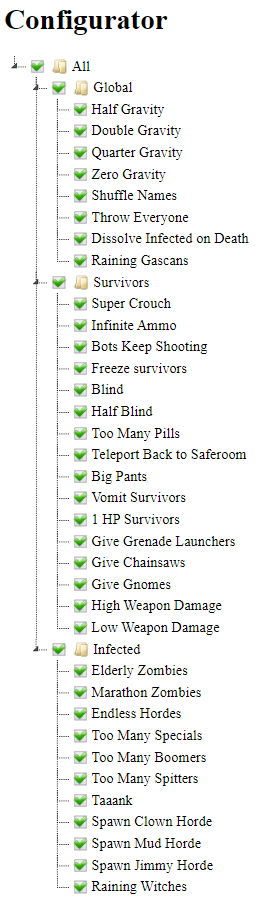 Configurator
All
Global
Half Gravity
Double Gravity
Quarter Gravity
Zero Gravity
Shuffle Names
Throw Everyone
Dissolve Infected on Death
Raining Gascans
Survivors
Super Crouch
Infinite Ammo
Bots Keep Shooting
Freeze survivors
Blind
Half Blind
Too Many Pills
Teleport Back to Saferoom
Big Pants
Vomit Survivors
1 HP Survivors
Give Grenade Launchers
Give Chainsaws
Give Gnomes
High Weapon Damage
Low Weapon Damage
Infected
Elderly Zombies
Marathon Zombies
Endless Hordes
Too Many Specials
Too Many Boomers
Too Many Spitters
Taaank
Spawn Clown Horde
Spawn Mud Horde
Spawn Jimmy Horde
Raining Witches